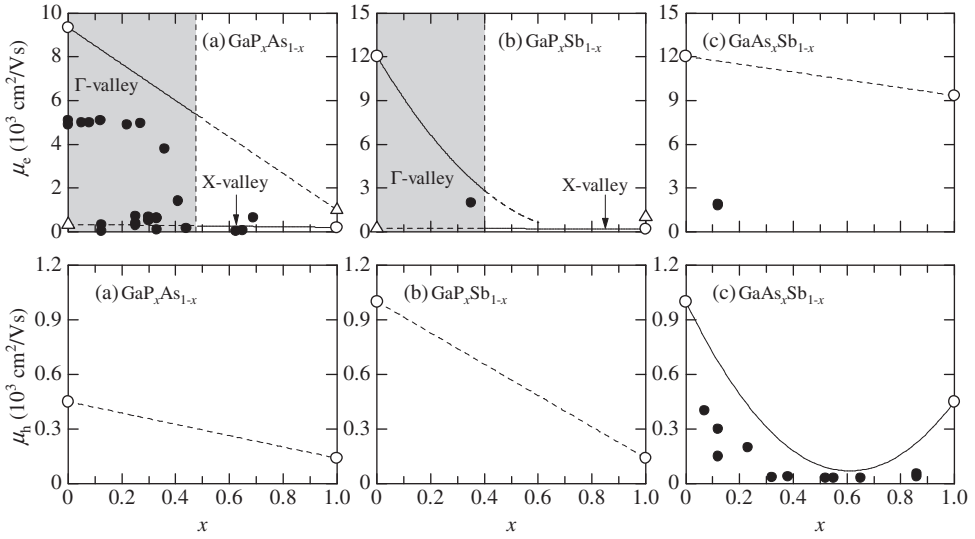 μe (10³ cm²/Vs)
10
8
6
4
2
0
(a) GaPxAs1-x
Γ-valley
X-valley
15
12
9
6
3
0
(b) GaPxSb1-x
Γ-valley
X-valley
15
12
9
6
3
0
(c) GaAsxSb1-x
μh (10³ cm²/Vs)
1.2
0.9
0.6
0.3
0
(a) GaPxAs1-x
0 0.2 0.4 0.6 0.8 1.0
x
1.2
0.9
0.6
0.3
0
(b) GaPxSb1-x
0 0.2 0.4 0.6 0.8 1.0
x
1.2
0.9
0.6
0.3
0
(c) GaAsxSb1-x
0 0.2 0.4 0.6 0.8 1.0
x